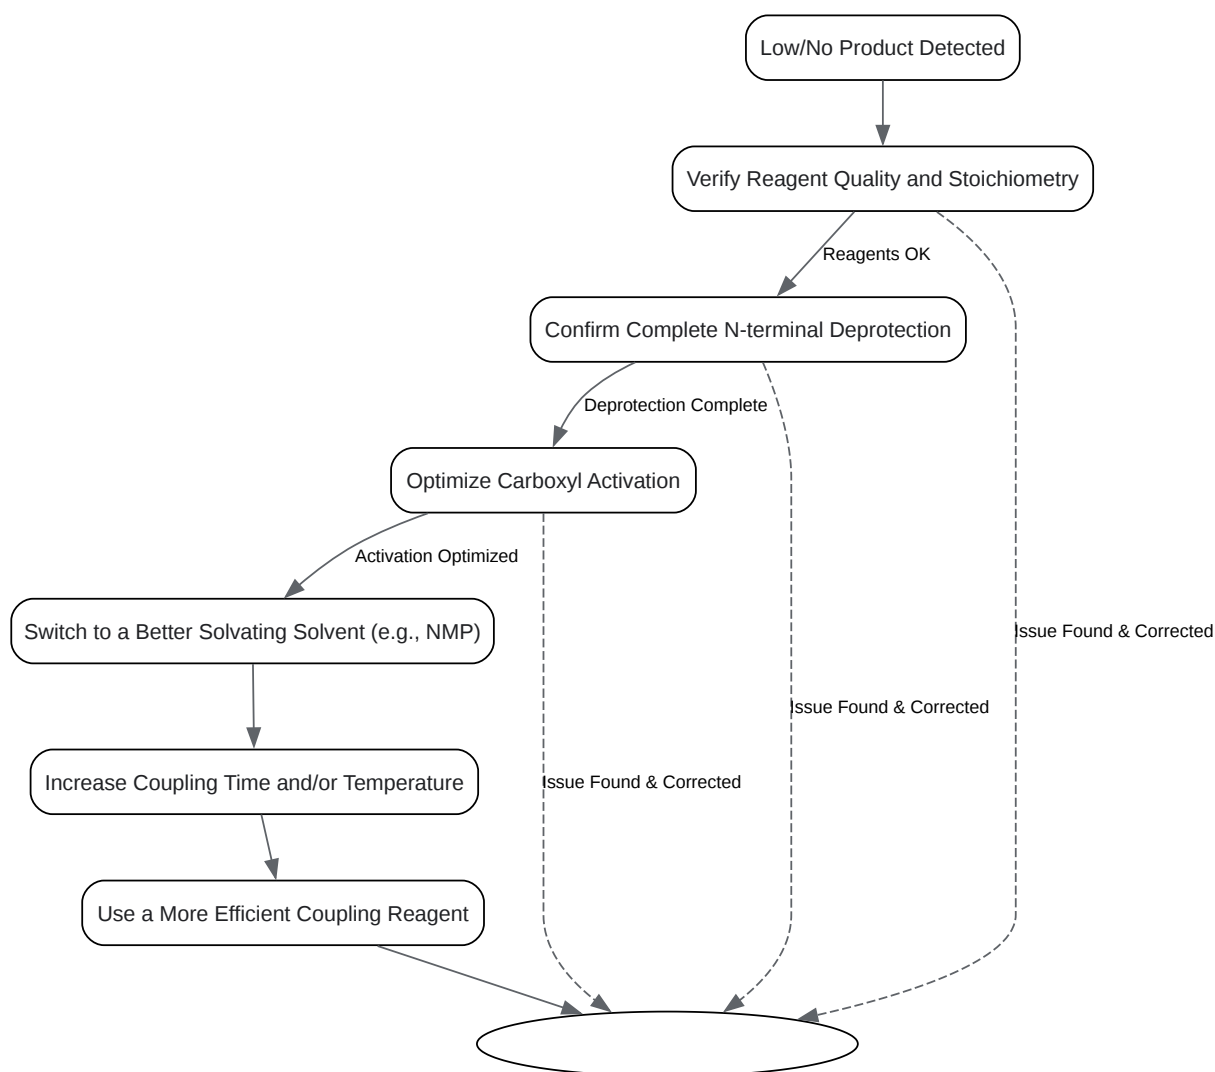 Low/No Product Detected
Verify Reagent Quality and Stoichiometry
Reagents OK
Confirm Complete N-terminal Deprotection
Deprotection Complete
Optimize Carboxyl Activation
Activation Optimized
Switch to a Better Solvating Solvent (e.g., NMP)
Issue Found & Corrected
Issue Found & Corrected
Increase Coupling Time and/or Temperature
Issue Found & Corrected
Use a More Efficient Coupling Reagent